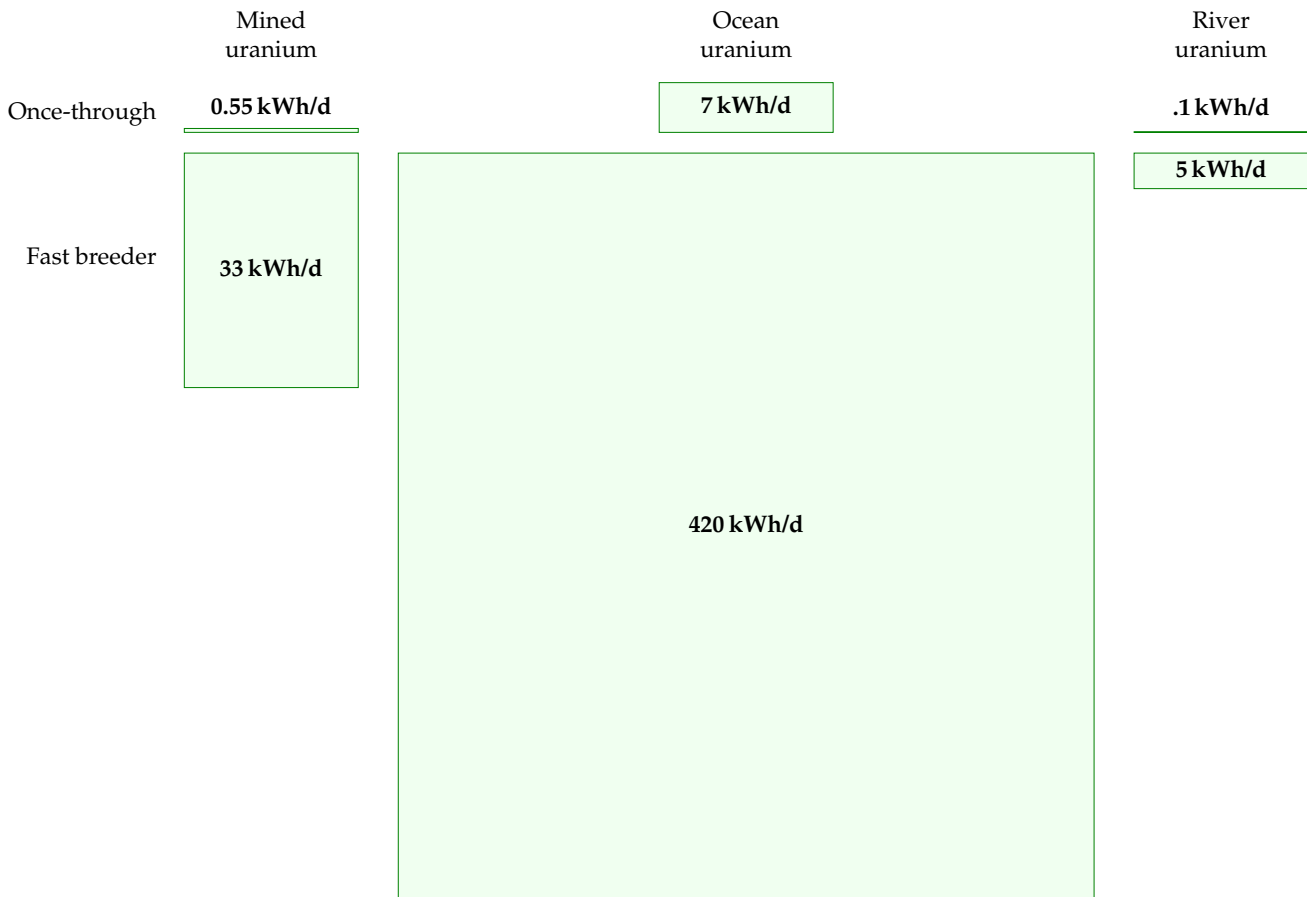 Mined
uranium
Ocean
uranium
River
uranium
Once-through
0.55 kWh/d
7 kWh/d
.1 kWh/d
Fast breeder
33 kWh/d
420 kWh/d
5 kWh/d